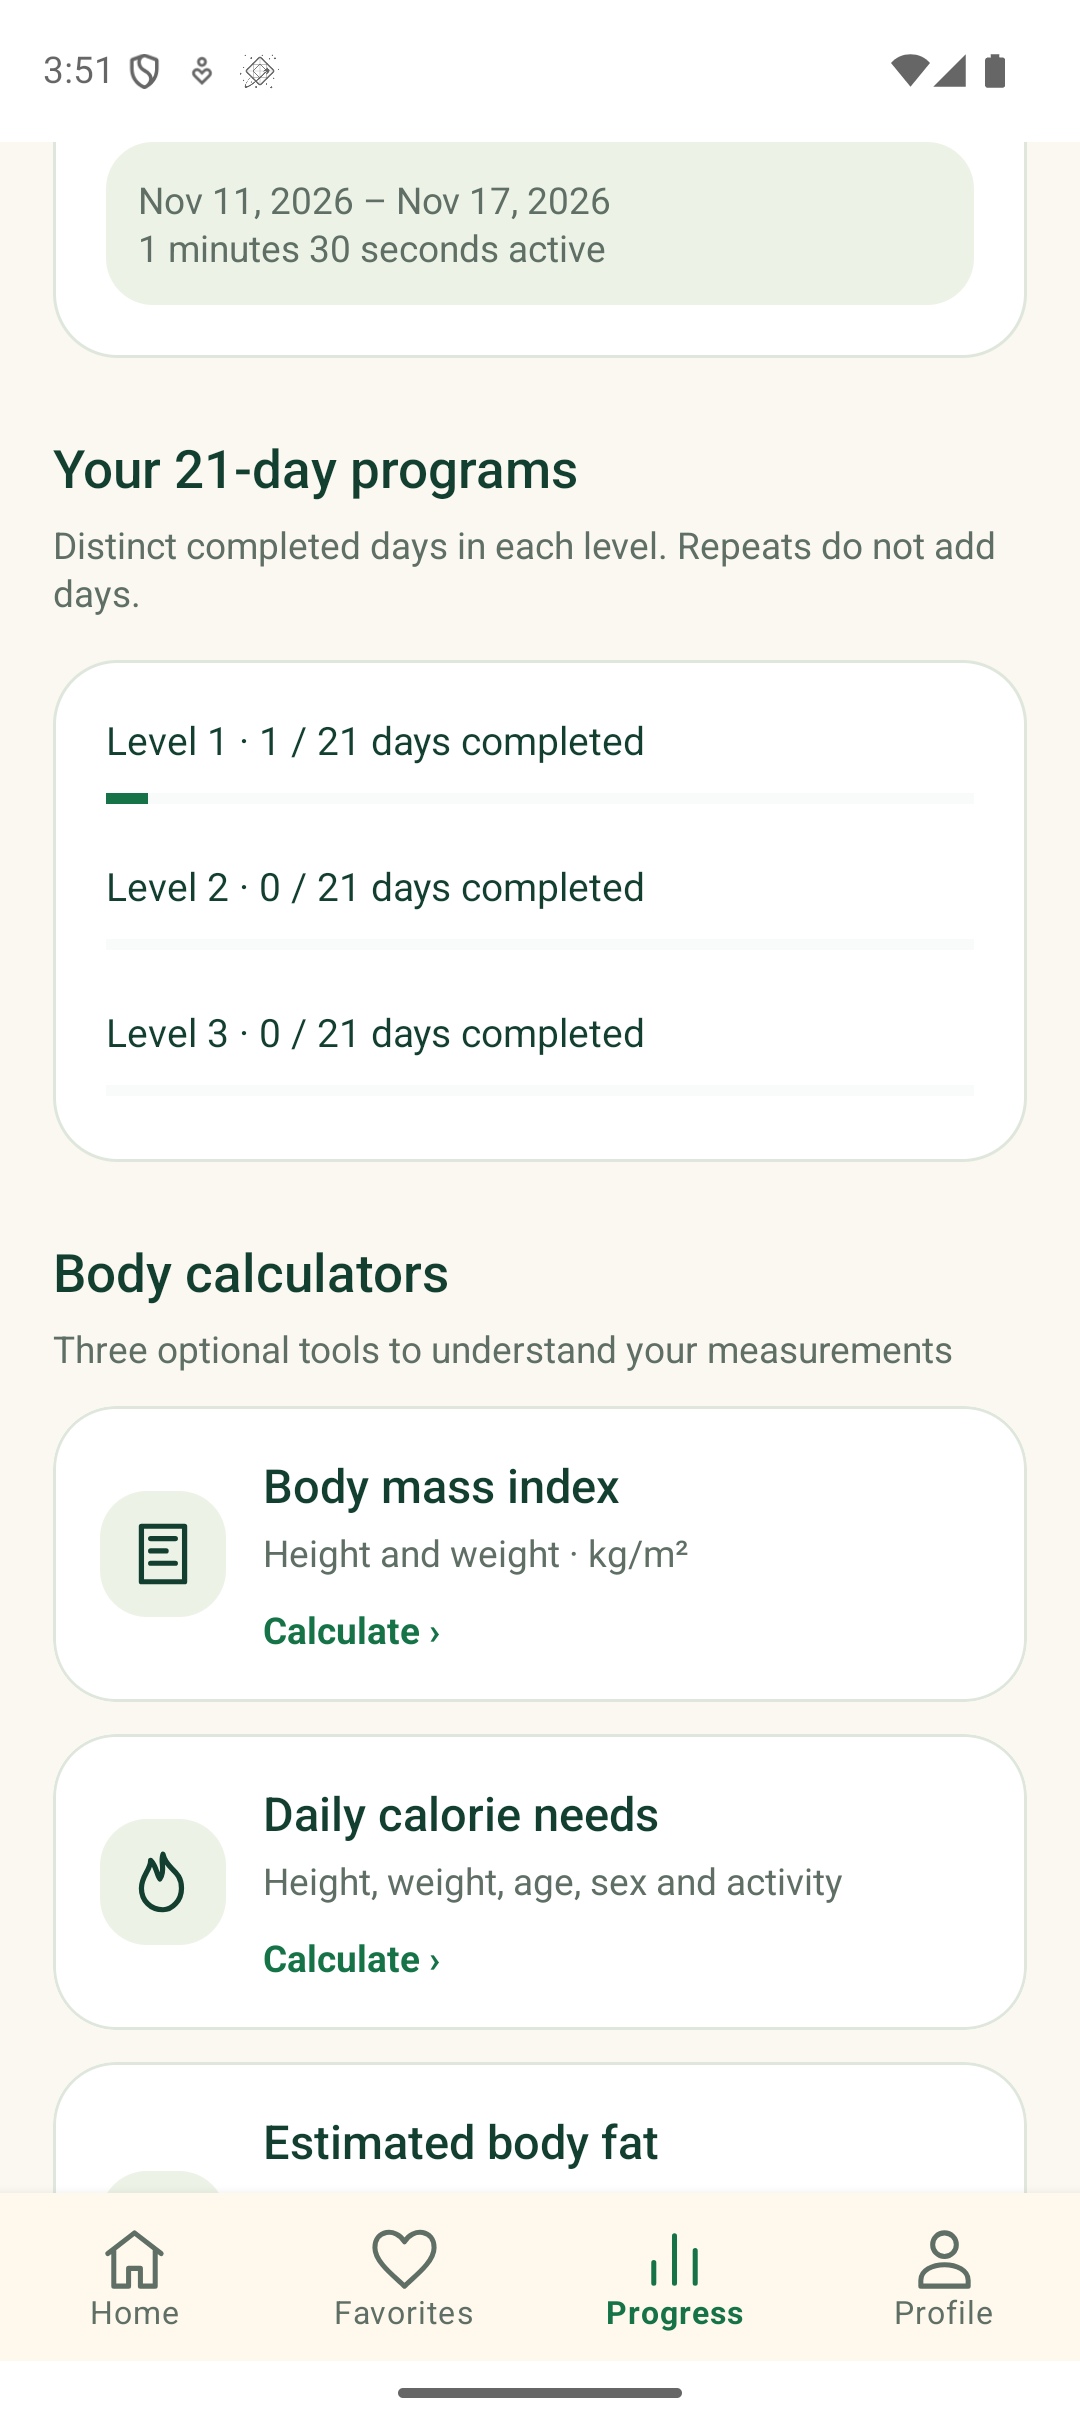 3:51
Nov 11, 2026 – Nov 17, 2026
1 minutes 30 seconds active
Your 21-day programs
Distinct completed days in each level. Repeats do not add
days.
Level 1 · 1 / 21 days completed
Level 2 · 0 / 21 days completed
Level 3 · 0 / 21 days completed
Body calculators
Three optional tools to understand your measurements
Body mass index
Height and weight · kg/m²
Calculate ›
Daily calorie needs
Height, weight, age, sex and activity
Calculate ›
Estimated body fat
Home
Favorites
Progress
Profile